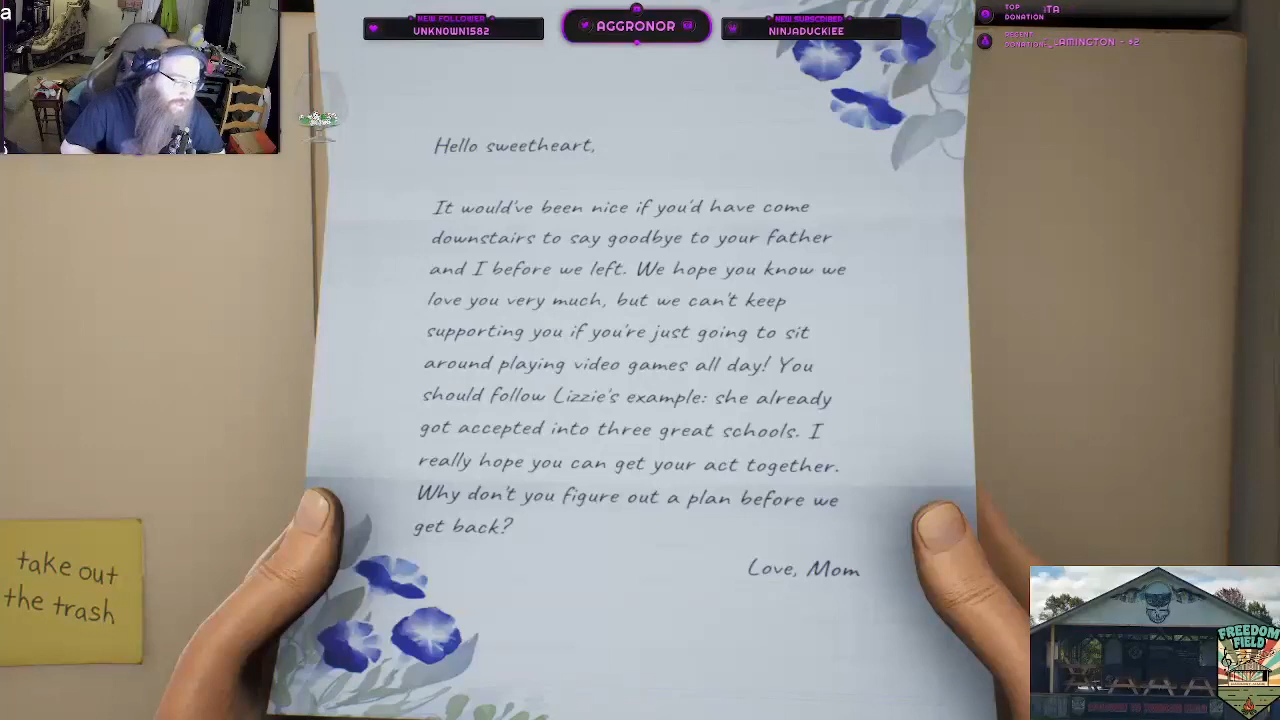 a
NEW FOLLOWER
UNKN0WN1582
AGGRONOR
NEW SUBSCRIBER
NINJADUCKIEE
TOP DONATION
RECENT DONATION
AMINGTON - $2
Hello sweetheart,
It would've been nice if you'd have come
downstairs to say goodbye to your father
and I before we left. We hope you know we
love you very much, but we can't keep
supporting you if you're just going to sit
around playing video games all day! You
should follow Lizzie's example: she already
got accepted into three great schools. I
really hope you can get your act together.
Why don't you figure out a plan before we
get back?
Love, Mom
take out
the trash
FREEDOM
FIELD